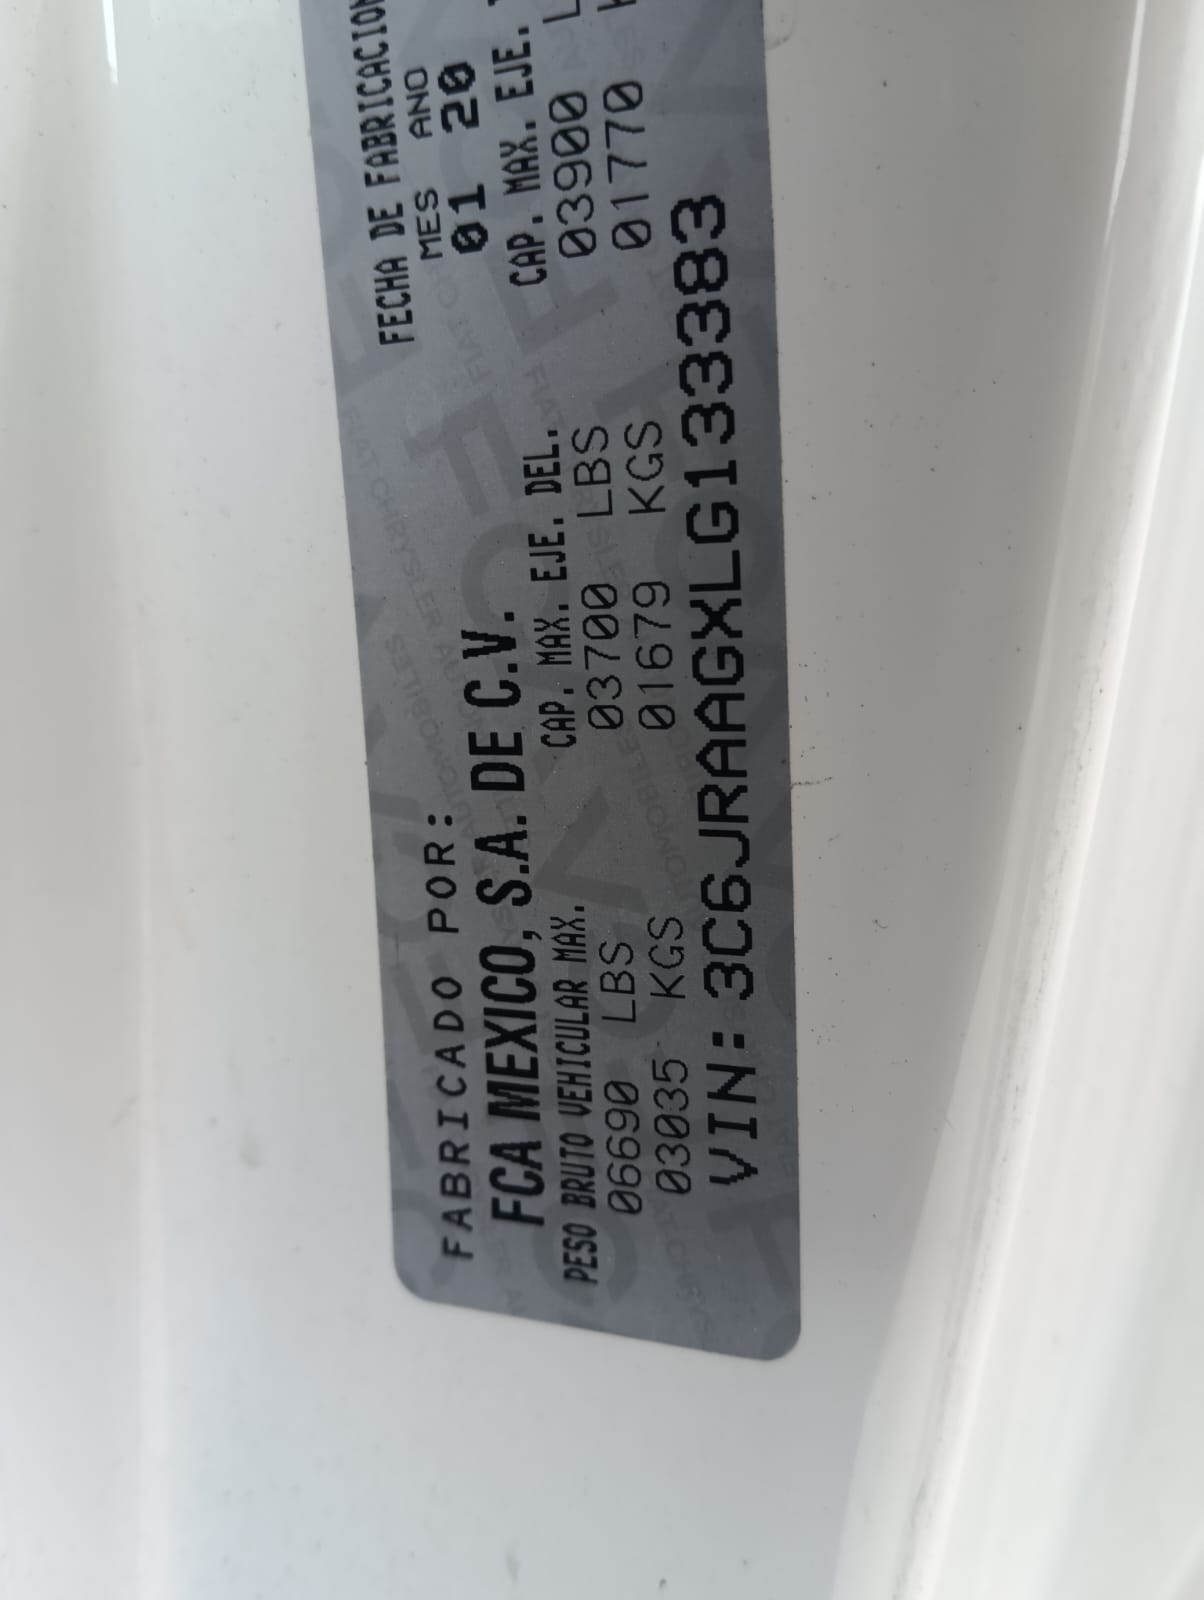 FABRICADO POR: FECHA DE FABRICACION
MES ANO
FCA MEXICO, S.A. DE C.V. 01 20
PESO BRUTO VEHICULAR MAX. CAP. MAX. EJE. DEL. CAP. MAX. EJE.
06690 LBS 03700 LBS 03900
03035 KGS 01679 KGS 01770
VIN: 3C6JRAAGXLG133383